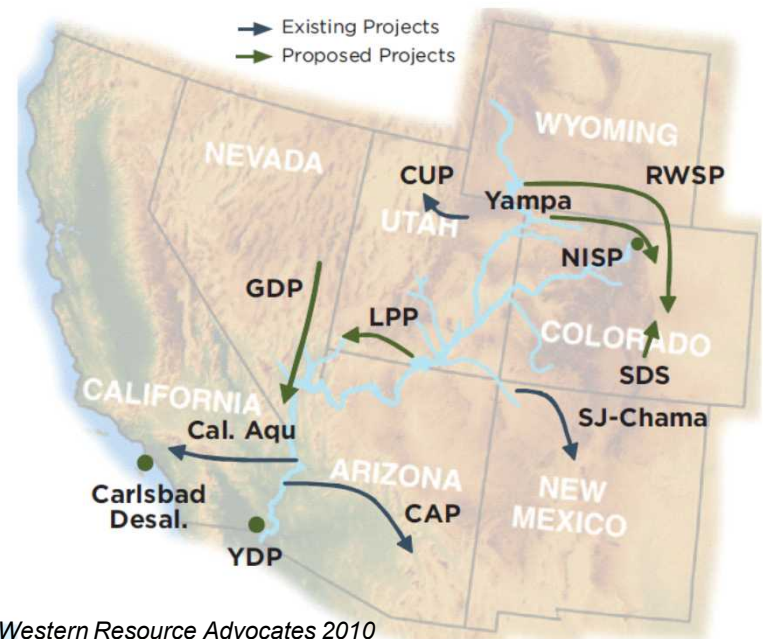 Existing Projects
Proposed Projects
WYOMING
NEVADA
CUP
RWSP
Yampa
UTAH
NISP
GDP
LPP
COLORADO
SDS
CALIFORNIA
SJ-Chama
Cal. Aqu
ARIZONA
Carlsbad
Desal.
NEW
MEXICO
CAP
YDP
Western Resource Advocates 2010